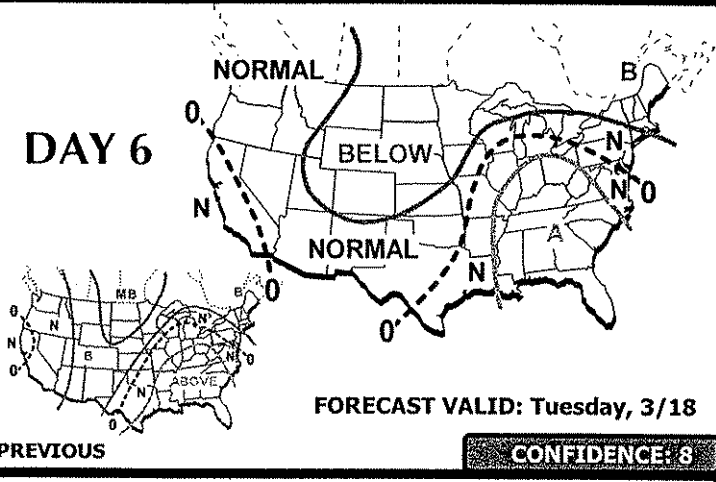 NORMAL
B
0
DAY 6
BELOW
N
N
0
N
NORMAL
A
N
0
0
MB
B
0
N
N
N
B
0
N
0
ABOVE
N
0
FORECAST VALID: Tuesday, 3/18
PREVIOUS
CONFIDENCE: 8